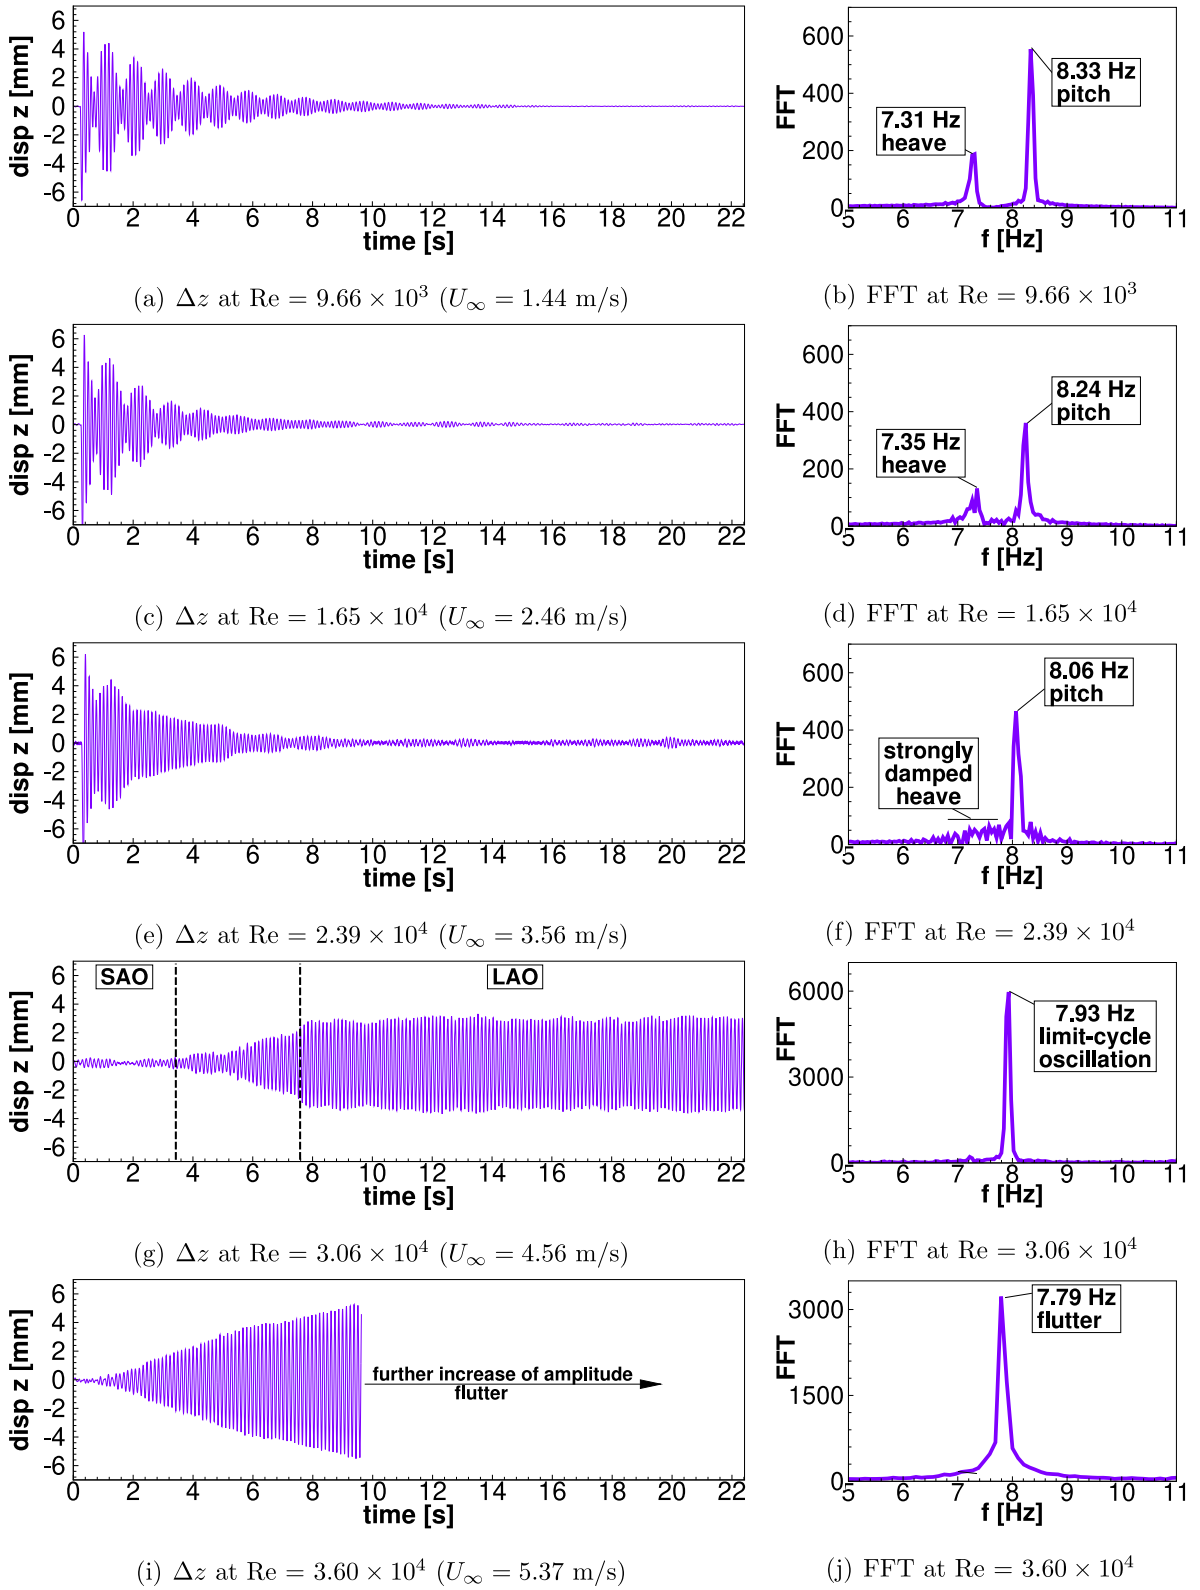 disp z [mm]
6
4
2
0
-2
-4
-6
0 2 4 6 8 10 12 14 16 18 20 22
time [s]
(a) Δz at Re = 9.66 × 10³ (U∞ = 1.44 m/s)
FFT
600
400
200
0
8.33 Hz
pitch
7.31 Hz
heave
5 6 7 8 9 10 11
f [Hz]
(b) FFT at Re = 9.66 × 10³
disp z [mm]
6
4
2
0
-2
-4
-6
0 2 4 6 8 10 12 14 16 18 20 22
time [s]
(c) Δz at Re = 1.65 × 10⁴ (U∞ = 2.46 m/s)
FFT
600
400
200
0
8.24 Hz
pitch
7.35 Hz
heave
5 6 7 8 9 10 11
f [Hz]
(d) FFT at Re = 1.65 × 10⁴
disp z [mm]
6
4
2
0
-2
-4
-6
0 2 4 6 8 10 12 14 16 18 20 22
time [s]
(e) Δz at Re = 2.39 × 10⁴ (U∞ = 3.56 m/s)
FFT
600
400
200
0
8.06 Hz
pitch
strongly
damped
heave
5 6 7 8 9 10 11
f [Hz]
(f) FFT at Re = 2.39 × 10⁴
disp z [mm]
6
4
2
0
-2
-4
-6
SAO
LAO
0 2 4 6 8 10 12 14 16 18 20 22
time [s]
(g) Δz at Re = 3.06 × 10⁴ (U∞ = 4.56 m/s)
FFT
6000
3000
0
7.93 Hz
limit-cycle
oscillation
5 6 7 8 9 10 11
f [Hz]
(h) FFT at Re = 3.06 × 10⁴
disp z [mm]
6
4
2
0
-2
-4
-6
further increase of amplitude
flutter
0 2 4 6 8 10 12 14 16 18 20 22
time [s]
(i) Δz at Re = 3.60 × 10⁴ (U∞ = 5.37 m/s)
FFT
3000
1500
0
7.79 Hz
flutter
5 6 7 8 9 10 11
f [Hz]
(j) FFT at Re = 3.60 × 10⁴